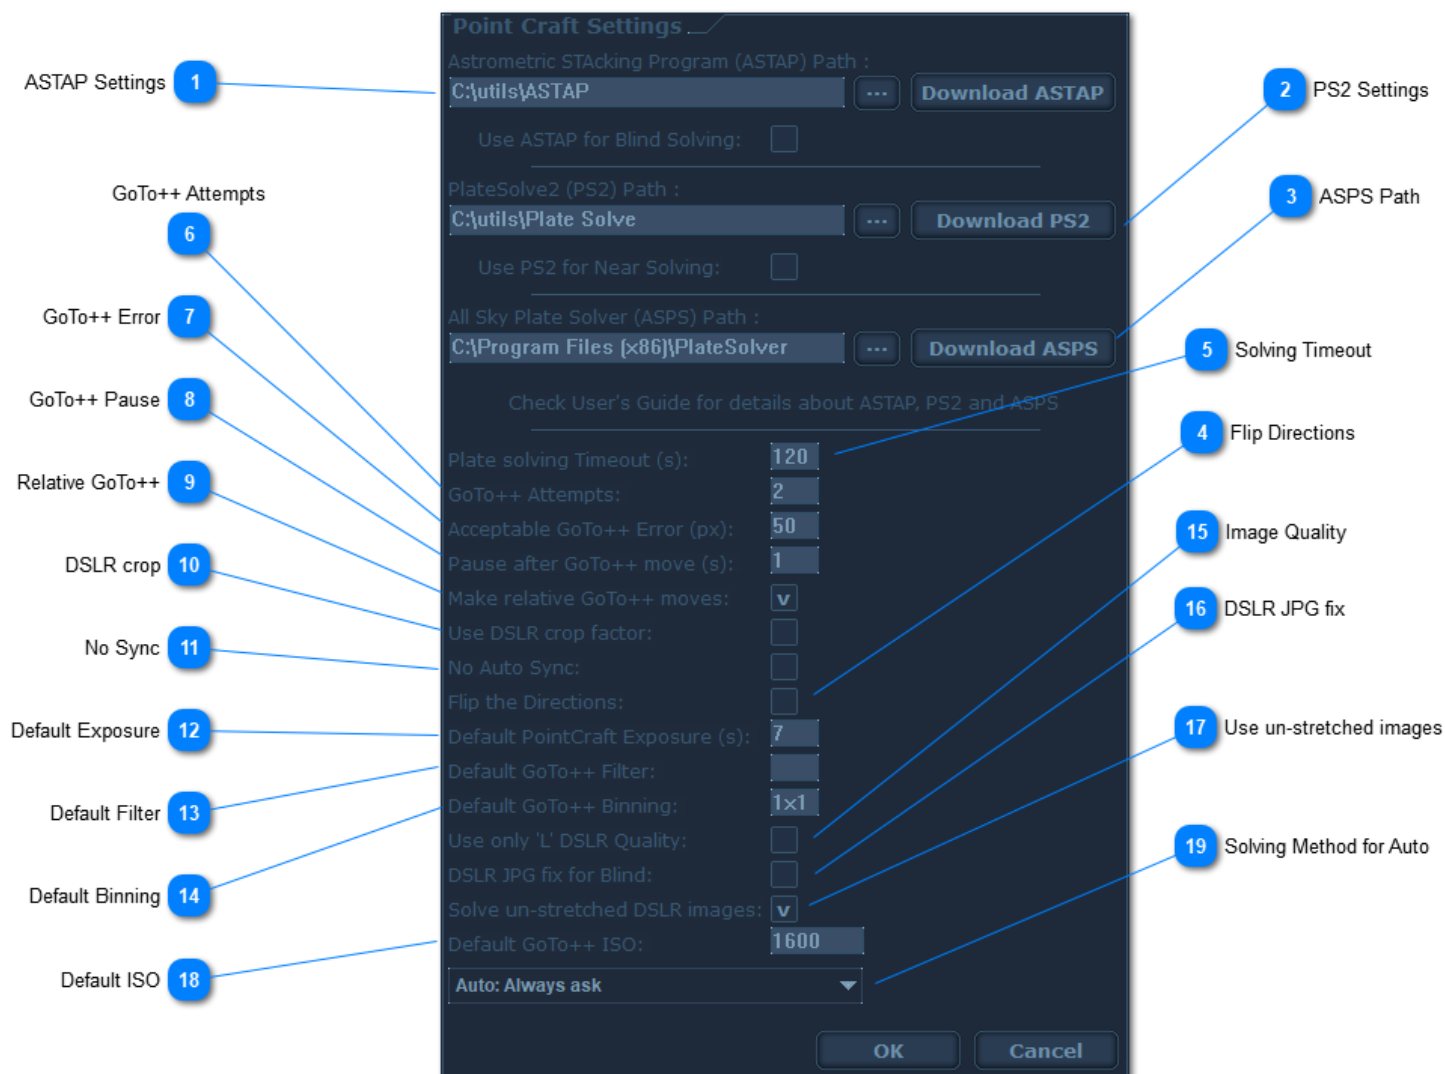 Point Craft Settings
Astrometric STAcking Program (ASTAP) Path :
ASTAP Settings 1
C:\utils\ASTAP ... Download ASTAP
2 PS2 Settings
Use ASTAP for Blind Solving:
PlateSolve2 (PS2) Path :
GoTo++ Attempts
6
3 ASPS Path
C:\utils\Plate Solve ... Download PS2
Use PS2 for Near Solving:
GoTo++ Error 7
All Sky Plate Solver (ASPS) Path :
C:\Program Files (x86)\PlateSolver ... Download ASPS
5 Solving Timeout
GoTo++ Pause 8
Check User's Guide for details about ASTAP, PS2 and ASPS
4 Flip Directions
Plate solving Timeout (s): 120
Relative GoTo++ 9
GoTo++ Attempts: 2
Acceptable GoTo++ Error (px): 50
15 Image Quality
DSLR crop 10
Pause after GoTo++ move (s): 1
Make relative GoTo++ moves: v
16 DSLR JPG fix
Use DSLR crop factor:
No Sync 11
No Auto Sync:
Flip the Directions:
Default Exposure 12
Default PointCraft Exposure (s): 7
17 Use un-stretched images
Default GoTo++ Filter:
Default Filter 13
Default GoTo++ Binning: 1x1
Use only 'L' DSLR Quality:
19 Solving Method for Auto
DSLR JPG fix for Blind:
Default Binning 14
Solve un-stretched DSLR images: v
Default GoTo++ ISO: 1600
Default ISO 18
Auto: Always ask
OK Cancel